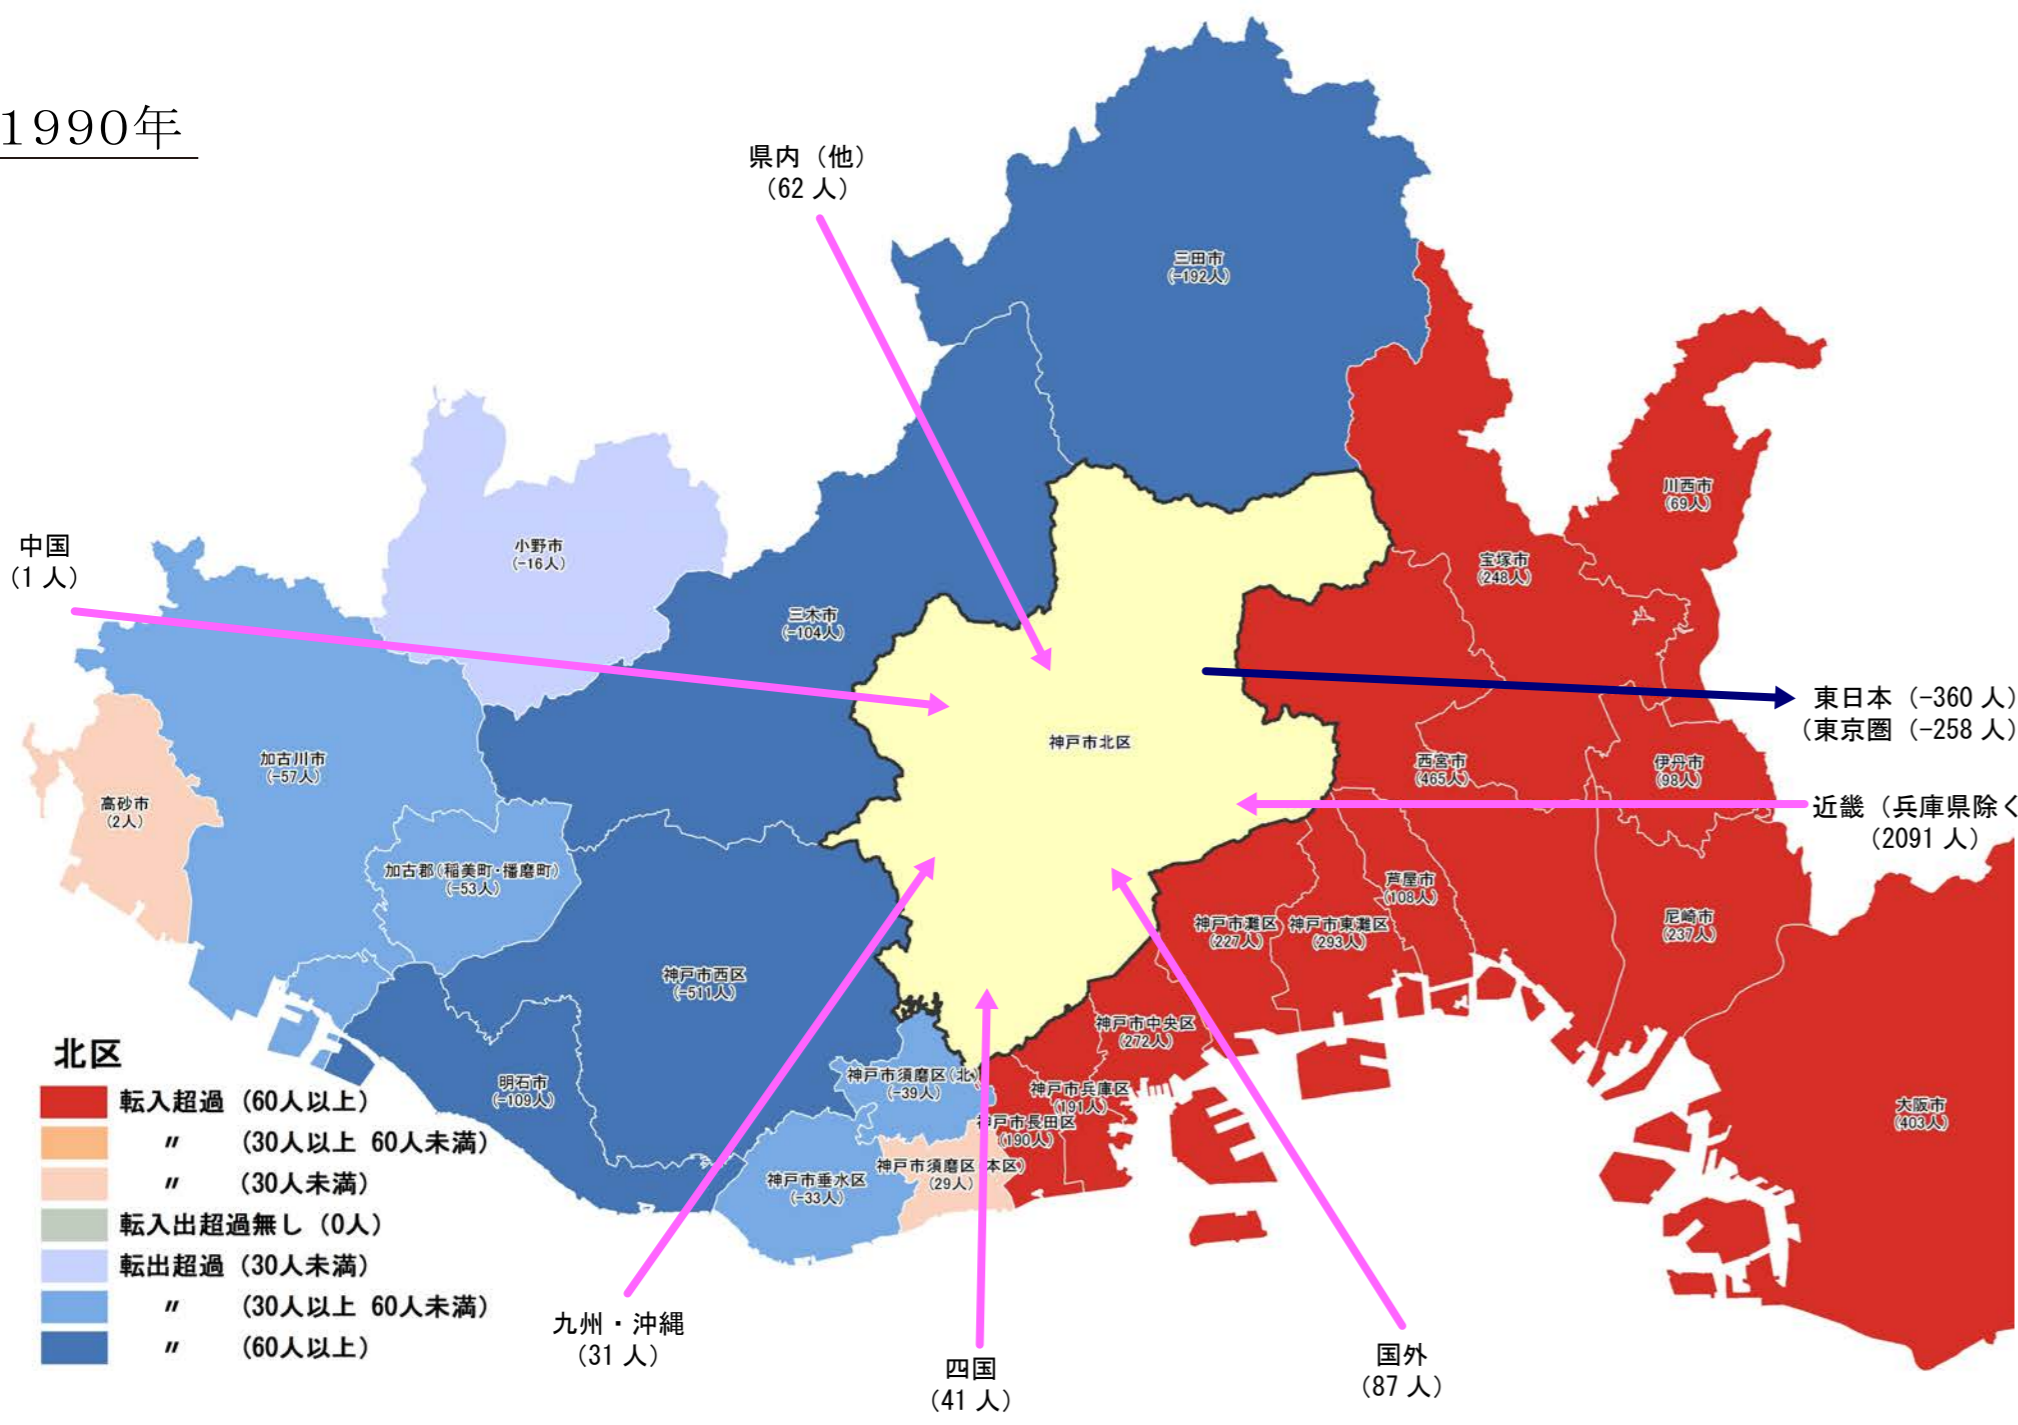 1990年
県内（他）
（62 人）
三田市
(-192人)
川西市
(69人)
宝塚市
(248人)
小野市
(-16人)
中国
（1 人）
三木市
(-104人)
東日本（-360 人）
（東京圏（-258 人）
神戸市北区
加古川市
(-57人)
西宮市
(465人)
伊丹市
(98人)
高砂市
(2人)
近畿（兵庫県除く
（2091 人）
加古郡(稲美町・播磨町)
(-53人)
芦屋市
(108人)
神戸市灘区
(227人)
神戸市東灘区
(293人)
尼崎市
(237人)
神戸市西区
(-511人)
神戸市中央区
(272人)
明石市
(-109人)
神戸市須磨区(北)
(-39人)
神戸市兵庫区
(191人)
神戸市長田区
(190人)
大阪市
(403人)
神戸市垂水区
(-33人)
神戸市須磨区(本区)
(29人)
北区
転入超過（60人以上）
〃 （30人以上 60人未満）
〃 （30人未満）
転入出超過無し（0人）
転出超過（30人未満）
〃 （30人以上 60人未満）
〃 （60人以上）
九州・沖縄
（31 人）
四国
（41 人）
国外
（87 人）